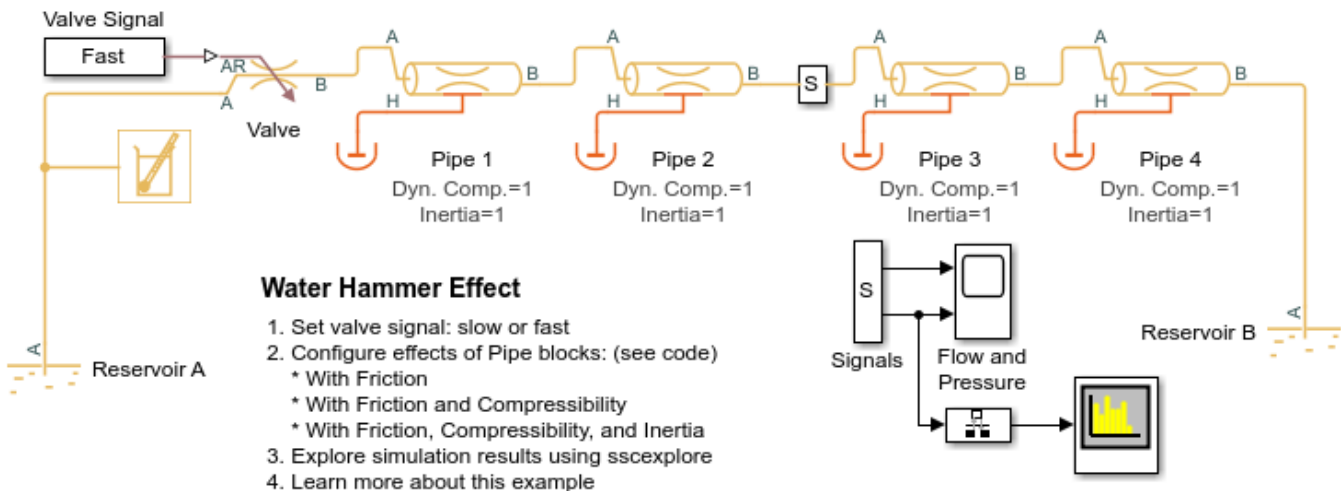 Valve Signal
Fast
AR
A
B
Valve
A
B
H
Pipe 1
Dyn. Comp.=1
Inertia=1
A
B
H
Pipe 2
Dyn. Comp.=1
Inertia=1
S
A
B
H
Pipe 3
Dyn. Comp.=1
Inertia=1
A
B
H
Pipe 4
Dyn. Comp.=1
Inertia=1
A
Reservoir A
Water Hammer Effect
1. Set valve signal: slow or fast
2. Configure effects of Pipe blocks: (see code)
* With Friction
* With Friction and Compressibility
* With Friction, Compressibility, and Inertia
3. Explore simulation results using sscexplore
4. Learn more about this example
S
Signals
Flow and
Pressure
A
Reservoir B